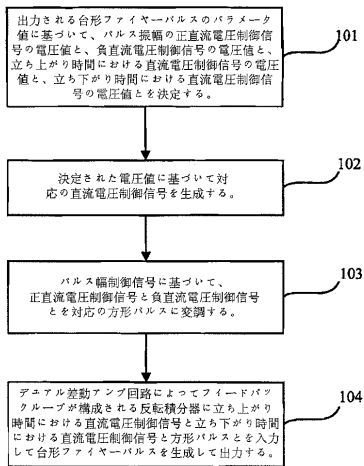 出力される台形ファイヤーパルスのパラメータ
値に基づいて、パルス振幅の正直流電圧制御信
号の電圧値と、負直流電圧制御信号の電圧値と、
立ち上がり時間における直流電圧制御信号の電圧
値と、立ち下がり時間における直流電圧制御信号
の電圧値とを決定する。
101
決定された電圧値に基づいて対
応の直流電圧制御信号を生成する。
102
パルス幅制御信号に基づいて、
正直流電圧制御信号と負直流電圧制御信号
とを対応の方形パルスに変調する。
103
デュアル差動アンプ回路によってフィードバッ
クループが構成される反転積分器に立ち上がり
時間における直流電圧制御信号と立ち下がり時間
における直流電圧制御信号と方形パルスとを入力
して台形ファイヤーパルスを生成して出力する。
104